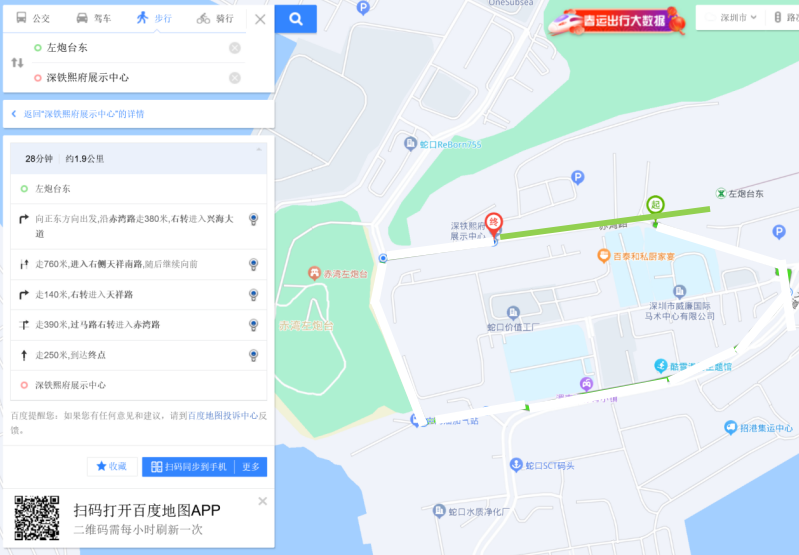 公交
驾车
步行
骑行
左炮台东
深铁熙府展示中心
返回"深铁熙府展示中心"的详情
28分钟 约1.9公里
左炮台东
向正东方向出发,沿赤湾路走380米,右转进入兴海大
道
走760米,进入右侧天祥南路,随后继续向前
走140米,右转进入天祥路
走390米,过马路右转进入赤湾路
走250米,到达终点
深铁熙府展示中心
百度提醒您:如果您有任意见和建议,请到百度地图投诉中心反
馈。
收藏
扫码同步到手机
更多
扫码打开百度地图APP
二维码需每小时刷新一次
OneSubsea
P
春运出行大数据
深圳市
路况
蛇口ReBorn755
P
左炮台东
起
终
深铁熙府
展示中心
赤湾路
P
百泰和私厨家宴
赤湾左炮台
赤湾左炮台
深圳市威廉国际
马术中心有限公司
蛇口价值工厂
招港集运中心
加气站
蛇口SCT码头
蛇口水质净化厂